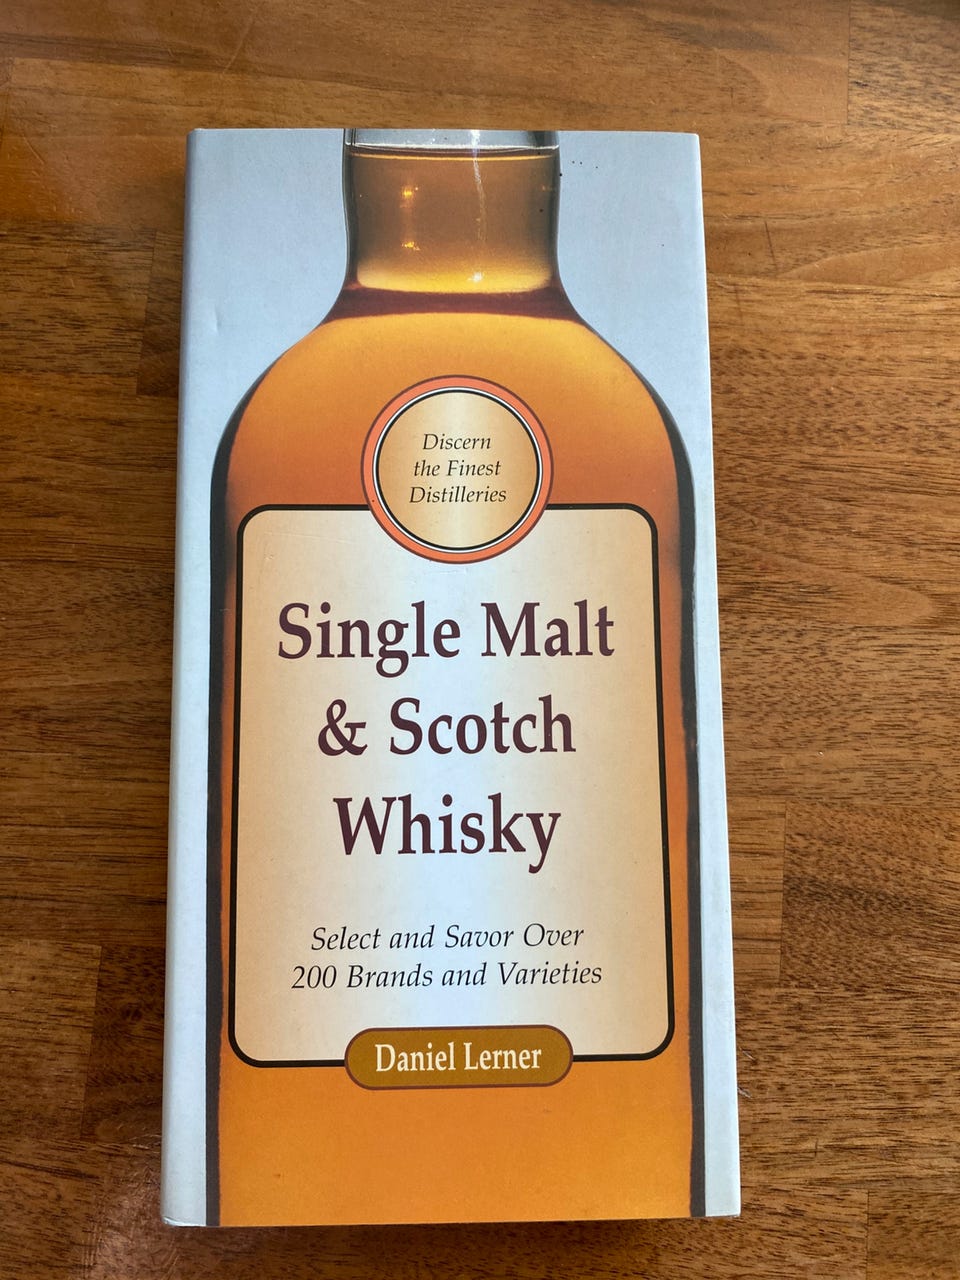 Discern
the Finest
Distilleries
Single Malt
& Scotch
Whisky
Select and Savor Over
200 Brands and Varieties
Daniel Lerner